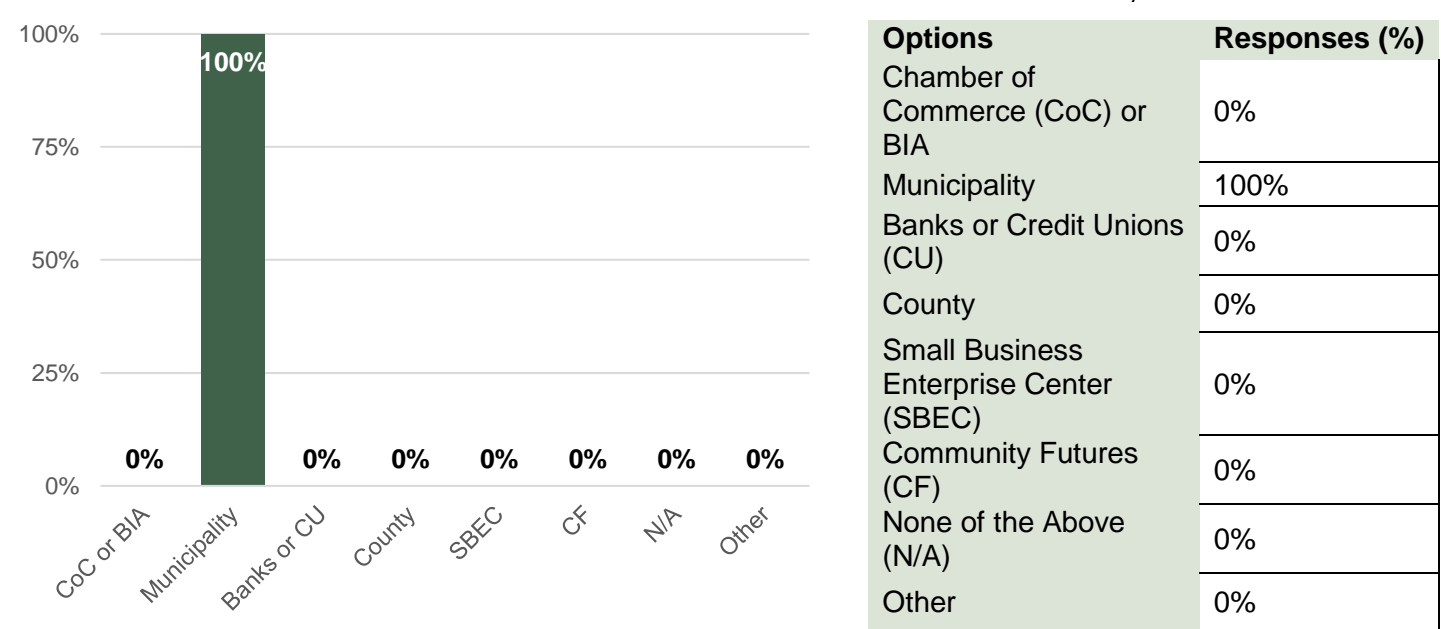 100%
75%
50%
25%
0%
0%
100%
0%
0%
0%
0%
0%
0%
CoC or BIA
Municipality
Banks or CU
County
SBEC
CF
N/A
Other
Options Responses (%)
Chamber of
Commerce (CoC) or
BIA
0%
Municipality 100%
Banks or Credit Unions
(CU)
0%
County 0%
Small Business
Enterprise Center
(SBEC)
0%
Community Futures
(CF)
0%
None of the Above
(N/A)
0%
Other 0%